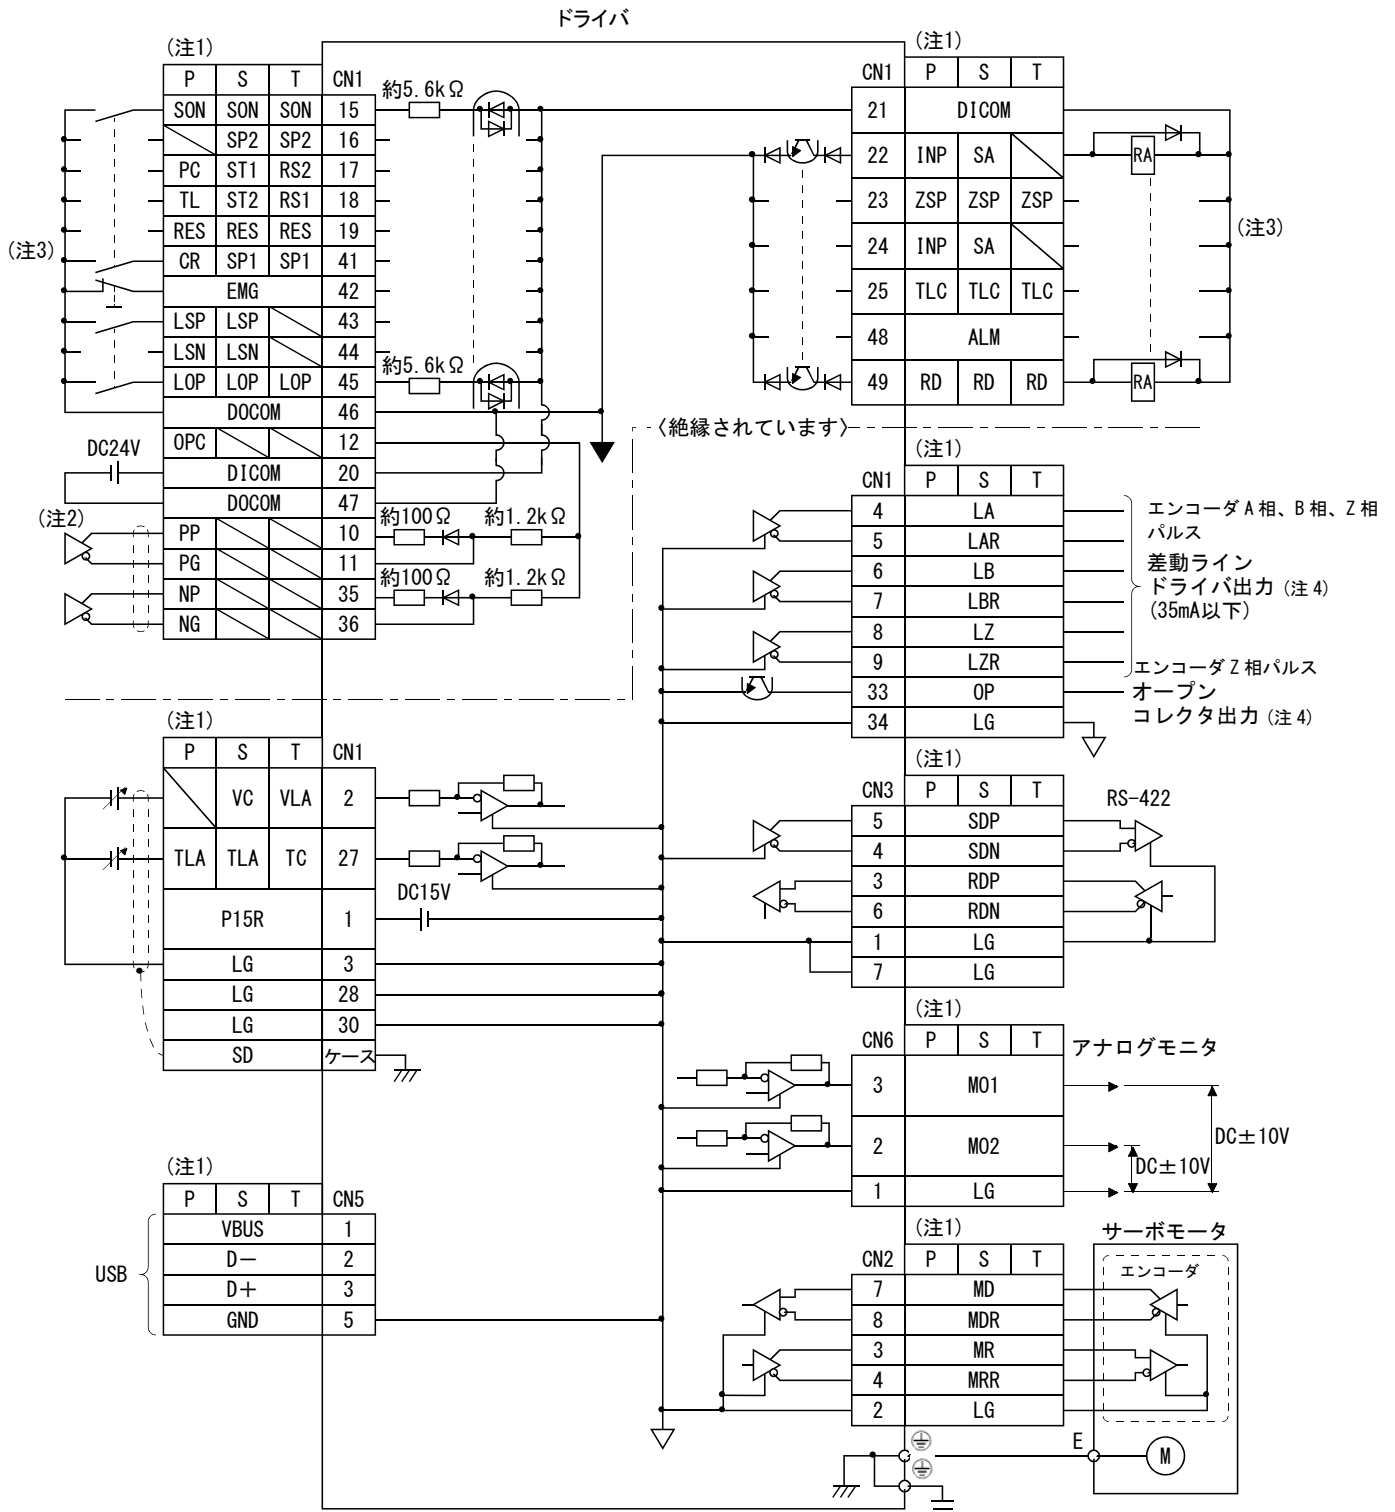 ドライバ
(注1)
P S T CN1
SON SON SON 15
SP2 SP2 16
PC ST1 RS2 17
TL ST2 RS1 18
RES RES RES 19
CR SP1 SP1 41
EMG 42
LSP LSP 43
LSN LSN 44
LOP LOP LOP 45
DOCOM 46
OPC 12
DICOM 20
DOCOM 47
PP 10
PG 11
NP 35
NG 36
(注3)
DC24V
(注2)
約5.6kΩ
約5.6kΩ
約100Ω 約1.2kΩ
約100Ω 約1.2kΩ
(注1)
CN1 P S T
21 DICOM
22 INP SA
23 ZSP ZSP ZSP
24 INP SA
25 TLC TLC TLC
48 ALM
49 RD RD RD
RA
RA
(注3)
〈絶縁されています〉
(注1)
CN1 P S T
4 LA
5 LAR
6 LB
7 LBR
8 LZ
9 LZR
33 OP
34 LG
エンコーダA相、B相、Z相
パルス
差動ライン
ドライバ出力(注4)
(35mA以下)
エンコーダZ相パルス
オープン
コレクタ出力(注4)
(注1)
P S T CN1
VC VLA 2
TLA TLA TC 27
P15R 1
LG 3
LG 28
LG 30
SD ケース
DC15V
(注1)
CN3 P S T
5 SDP
4 SDN
3 RDP
6 RDN
1 LG
7 LG
RS-422
(注1)
CN6 P S T
3 MO1
2 MO2
1 LG
アナログモニタ
DC±10V
DC±10V
(注1)
P S T CN5
VBUS 1
D− 2
D+ 3
GND 5
USB
(注1)
CN2 P S T
7 MD
8 MDR
3 MR
4 MRR
2 LG
サーボモータ
エンコーダ
E
M